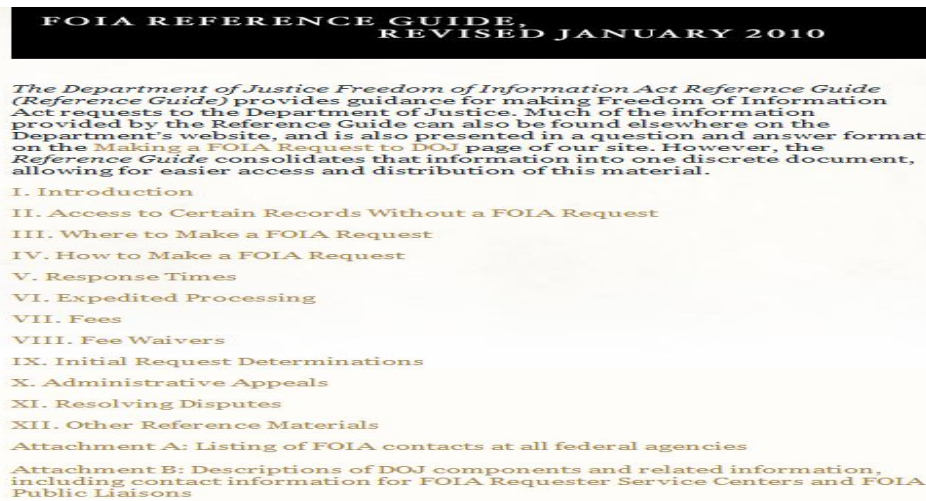 FOIA REFERENCE GUIDE,
REVISED JANUARY 2010
The Department of Justice Freedom of Information Act Reference Guide
(Reference Guide) provides guidance for making Freedom of Information
Act requests to the Department of Justice. Much of the information
provided by the Reference Guide can also be found elsewhere on the
Department's website, and is also presented in a question and answer format
on the Making a FOIA Request to DOJ page of our site. However, the
Reference Guide consolidates that information into one discrete document,
allowing for easier access and distribution of this material.
I. Introduction
II. Access to Certain Records Without a FOIA Request
III. Where to Make a FOIA Request
IV. How to Make a FOIA Request
V. Response Times
VI. Expedited Processing
VII. Fees
VIII. Fee Waivers
IX. Initial Request Determinations
X. Administrative Appeals
XI. Resolving Disputes
XII. Other Reference Materials
Attachment A: Listing of FOIA contacts at all federal agencies
Attachment B: Descriptions of DOJ components and related information,
including contact information for FOIA Requester Service Centers and FOIA
Public Liaisons